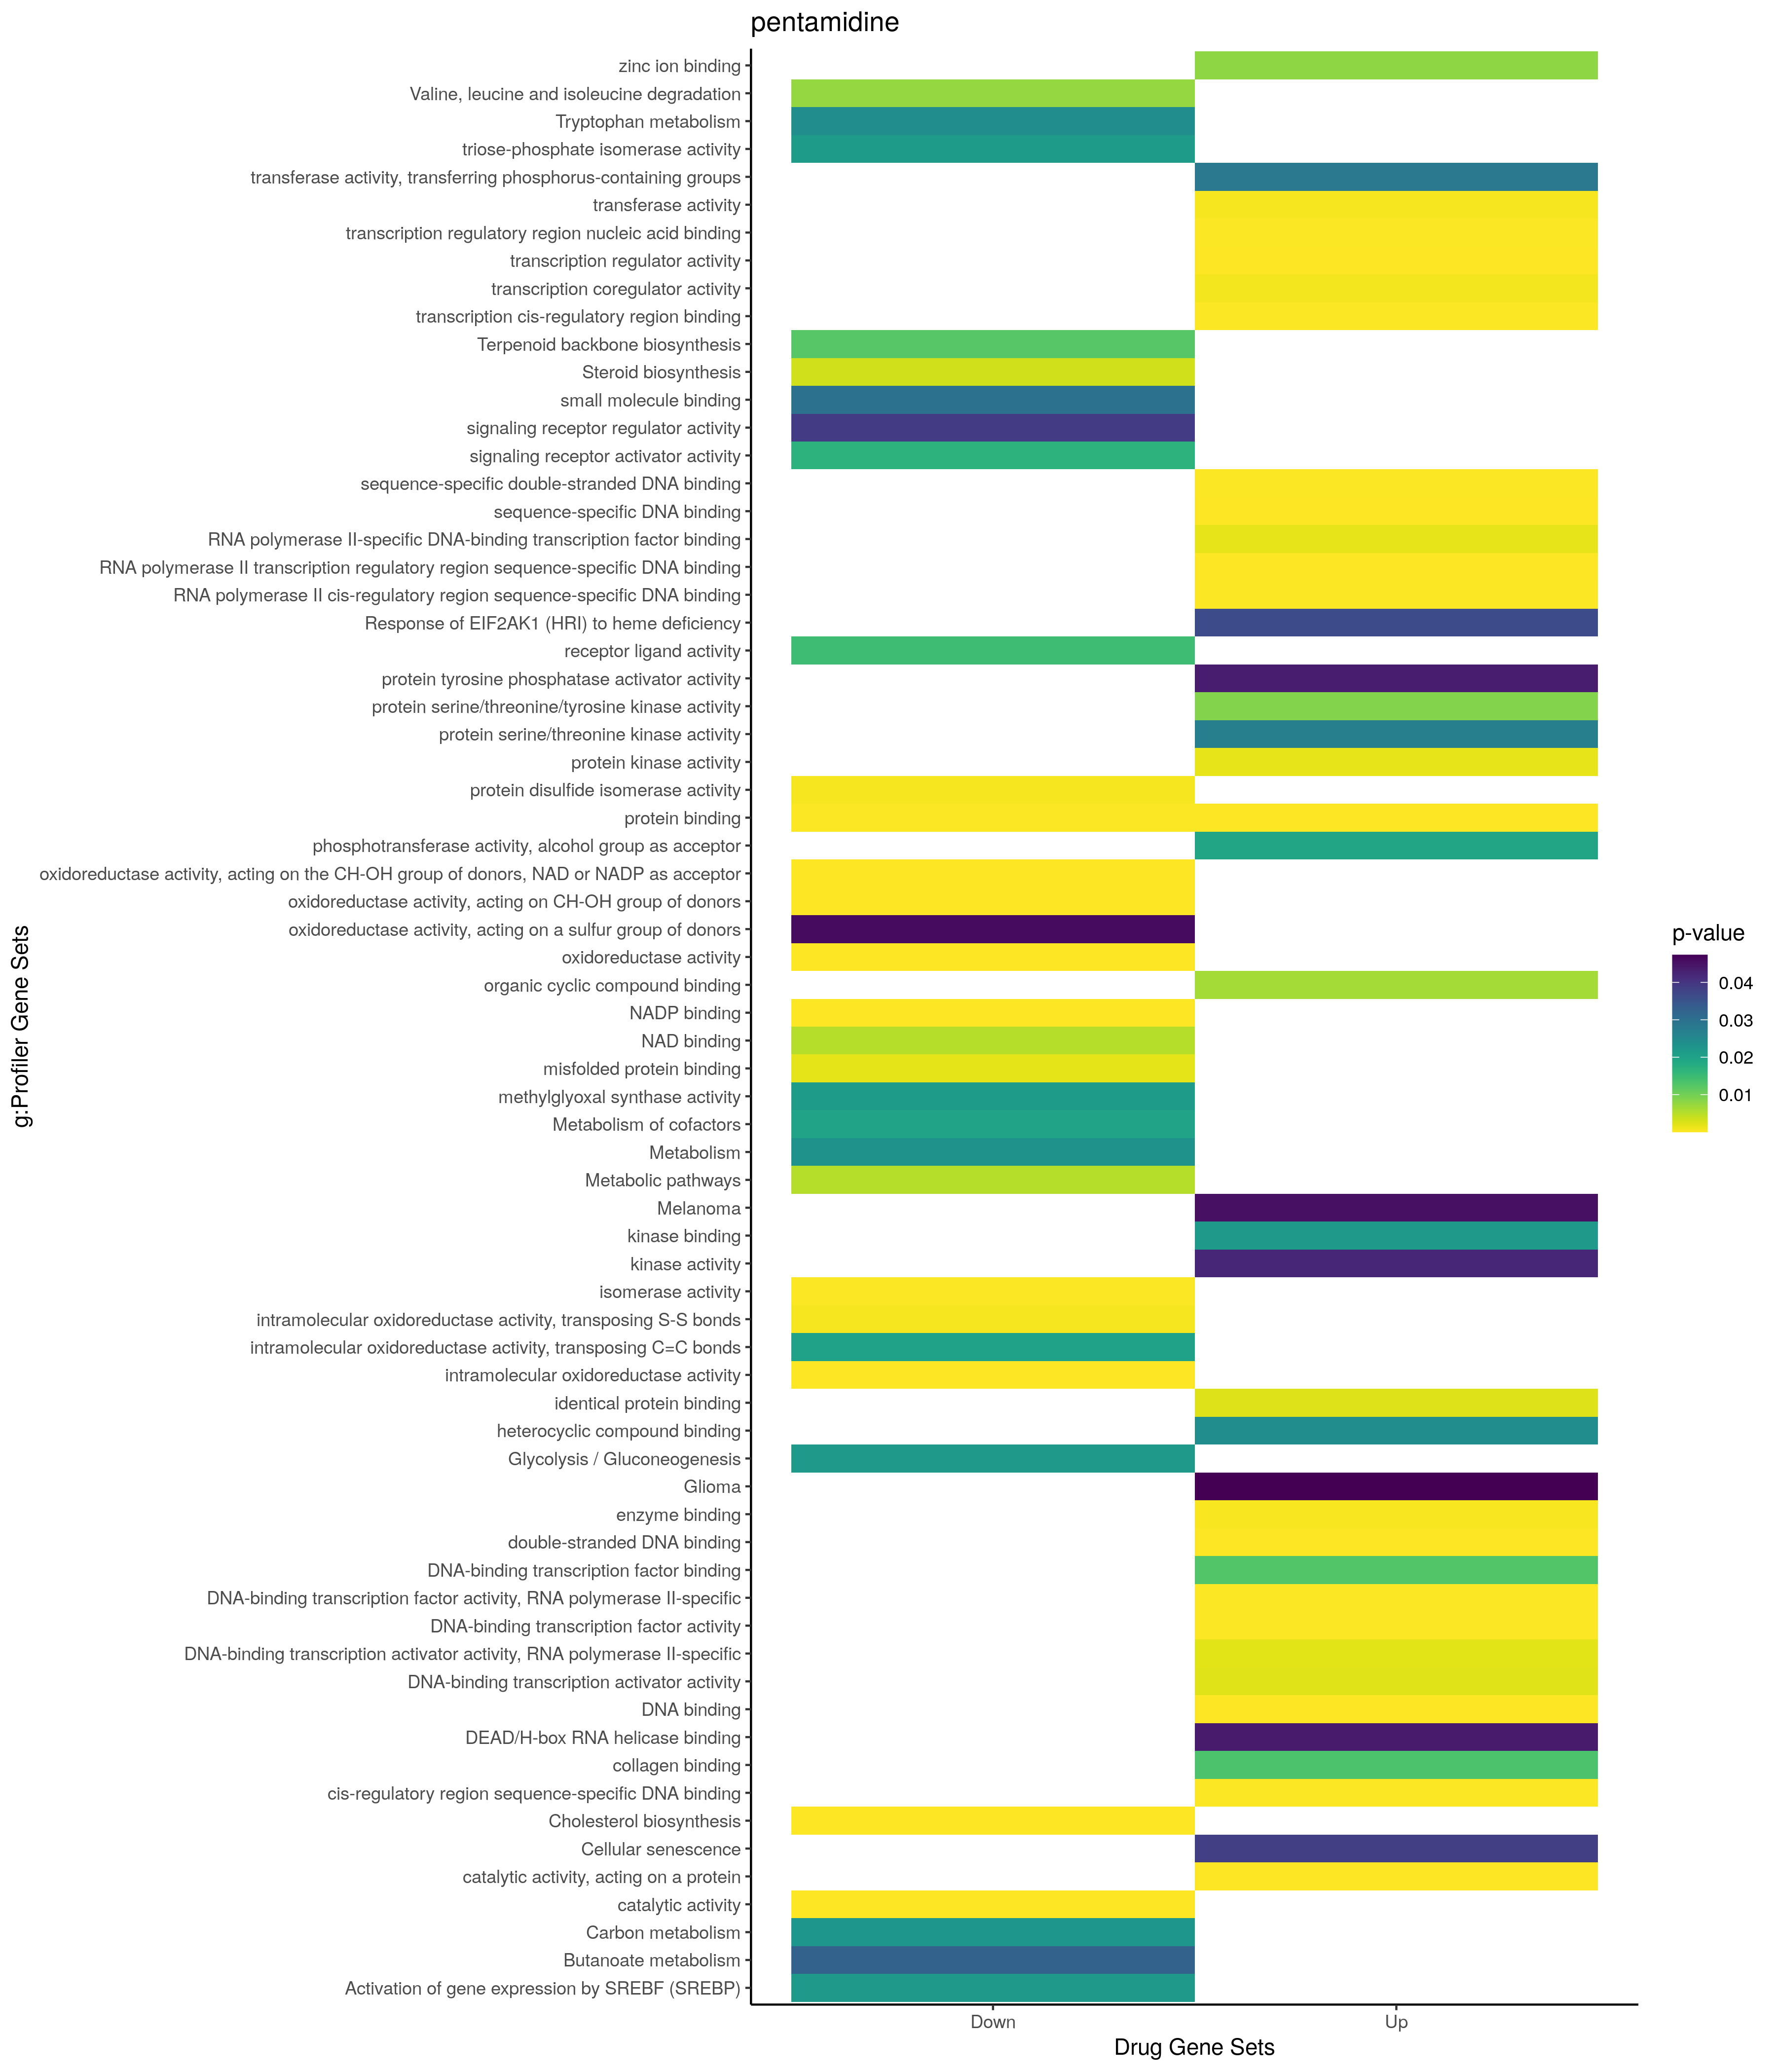 pentamidine
zinc ion binding
Valine, leucine and isoleucine degradation
Tryptophan metabolism
triose-phosphate isomerase activity
transferase activity, transferring phosphorus-containing groups
transferase activity
transcription regulatory region nucleic acid binding
transcription regulator activity
transcription coregulator activity
transcription cis-regulatory region binding
Terpenoid backbone biosynthesis
Steroid biosynthesis
small molecule binding
signaling receptor regulator activity
signaling receptor activator activity
sequence-specific double-stranded DNA binding
sequence-specific DNA binding
RNA polymerase II-specific DNA-binding transcription factor binding
RNA polymerase II transcription regulatory region sequence-specific DNA binding
RNA polymerase II cis-regulatory region sequence-specific DNA binding
Response of EIF2AK1 (HRI) to heme deficiency
receptor ligand activity
protein tyrosine phosphatase activator activity
protein serine/threonine/tyrosine kinase activity
protein serine/threonine kinase activity
protein kinase activity
protein disulfide isomerase activity
protein binding
phosphotransferase activity, alcohol group as acceptor
oxidoreductase activity, acting on the CH-OH group of donors, NAD or NADP as acceptor
oxidoreductase activity, acting on CH-OH group of donors
oxidoreductase activity, acting on a sulfur group of donors
oxidoreductase activity
organic cyclic compound binding
NADP binding
NAD binding
misfolded protein binding
methylglyoxal synthase activity
Metabolism of cofactors
Metabolism
Metabolic pathways
Melanoma
kinase binding
kinase activity
isomerase activity
intramolecular oxidoreductase activity, transposing S-S bonds
intramolecular oxidoreductase activity, transposing C=C bonds
intramolecular oxidoreductase activity
identical protein binding
heterocyclic compound binding
Glycolysis / Gluconeogenesis
Glioma
enzyme binding
double-stranded DNA binding
DNA-binding transcription factor binding
DNA-binding transcription factor activity, RNA polymerase II-specific
DNA-binding transcription factor activity
DNA-binding transcription activator activity, RNA polymerase II-specific
DNA-binding transcription activator activity
DNA binding
DEAD/H-box RNA helicase binding
collagen binding
cis-regulatory region sequence-specific DNA binding
Cholesterol biosynthesis
Cellular senescence
catalytic activity, acting on a protein
catalytic activity
Carbon metabolism
Butanoate metabolism
Activation of gene expression by SREBF (SREBP)
g:Profiler Gene Sets
Down
Up
Drug Gene Sets
p-value
0.04
0.03
0.02
0.01